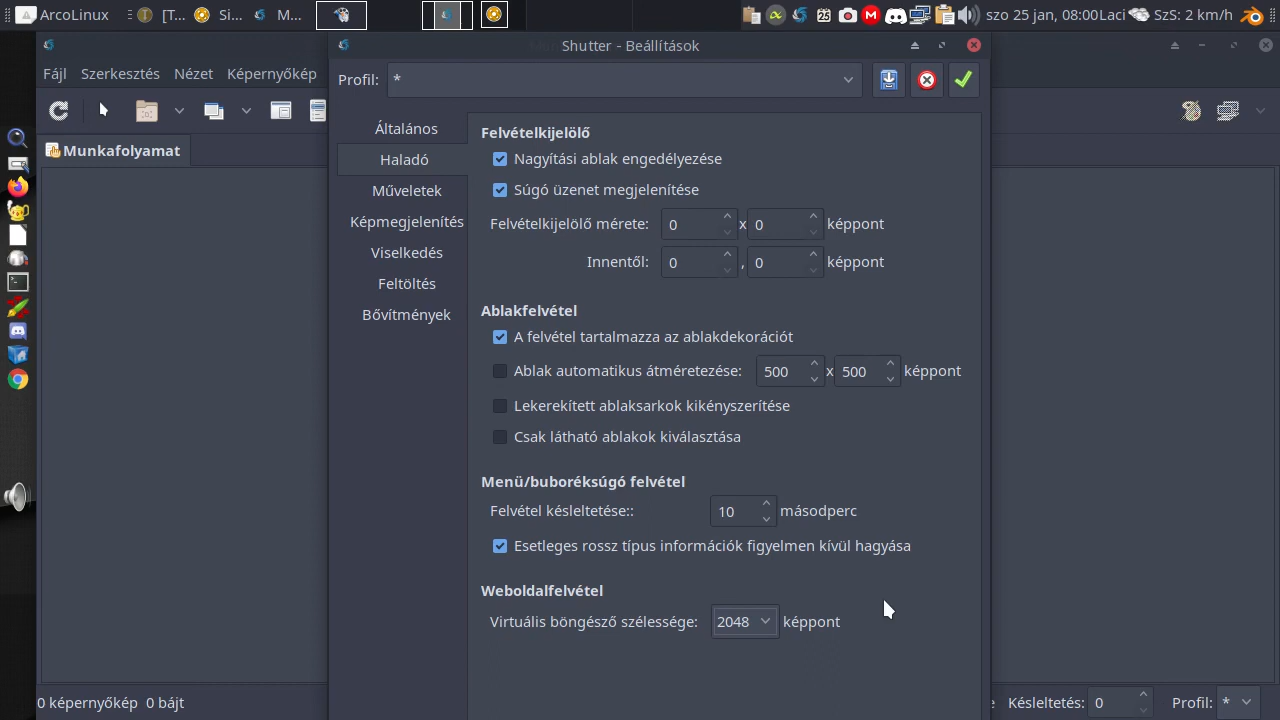 ArcoLinux [T... Si... M... 25 szo 25 jan, 08:00 Laci SzS: 2 km/h
Shutter - Beállítások
Fájl Szerkesztés Nézet Képernyőkép
Profil: *
Munkafolyamat
Általános
Haladó
Műveletek
Képmegjelenítés
Viselkedés
Feltöltés
Bővítmények
Felvételkijelölő
Nagyítási ablak engedélyezése
Súgó üzenet megjelenítése
Felvételkijelölő mérete: 0 x 0 képpont
Innentől: 0 , 0 képpont
Ablakfelvétel
A felvétel tartalmazza az ablakdekorációt
Ablak automatikus átméretezése: 500 x 500 képpont
Lekerekített ablaksarkok kikényszerítése
Csak látható ablakok kiválasztása
Menü/buboréksúgó felvétel
Felvétel késleltetése:: 10 másodperc
Esetleges rossz típus információk figyelmen kívül hagyása
Weboldalfelvétel
Virtuális böngésző szélessége: 2048 képpont
0 képernyőkép 0 bájt
e Késleltetés: 0 Profil: *